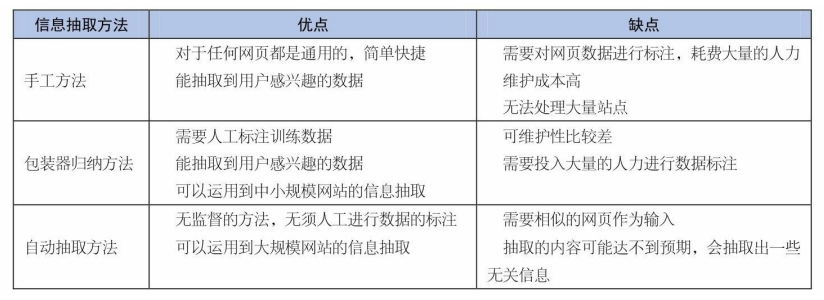 信息抽取方法 优点 缺点
手工方法
对于任何网页都是通用的，简单快捷
能抽取到用户感兴趣的数据
需要对网页数据进行标注，耗费大量的人力
维护成本高
无法处理大量站点
包装器归纳方法
需要人工标注训练数据
能抽取到用户感兴趣的数据
可以运用到中小规模网站的信息抽取
可维护性比较差
需要投入大量的人力进行数据标注
自动抽取方法
无监督的方法，无须人工进行数据的标注
可以运用到大规模网站的信息抽取
需要相似的网页作为输入
抽取的内容可能达不到预期，会抽取出一些
无关信息